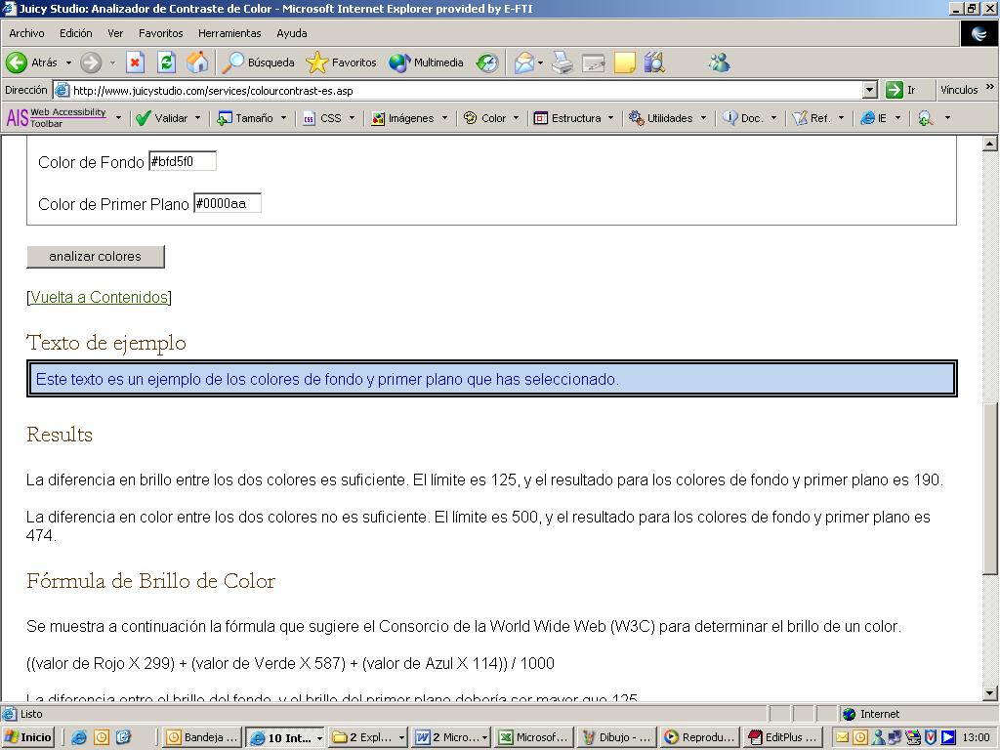 Juicy Studio: Analizador de Contraste de Color - Microsoft Internet Explorer provided by E-FTI
Archivo Edición Ver Favoritos Herramientas Ayuda
Atrás Búsqueda Favoritos Multimedia
Dirección http://www.juicystudio.com/services/colourcontrast-es.asp Ir Vínculos »
AIS Web Accessibility Toolbar Validar Tamaño CSS Imágenes Color Estructura Utilidades Doc. Ref. IE
Color de Fondo #bfd5f0
Color de Primer Plano #0000aa
analizar colores
[Vuelta a Contenidos]
Texto de ejemplo
Este texto es un ejemplo de los colores de fondo y primer plano que has seleccionado.
Results
La diferencia en brillo entre los dos colores es suficiente. El límite es 125, y el resultado para los colores de fondo y primer plano es 190.
La diferencia en color entre los dos colores no es suficiente. El límite es 500, y el resultado para los colores de fondo y primer plano es
474.
Fórmula de Brillo de Color
Se muestra a continuación la fórmula que sugiere el Consorcio de la World Wide Web (W3C) para determinar el brillo de un color.
((valor de Rojo X 299) + (valor de Verde X 587) + (valor de Azul X 114)) / 1000
La diferencia entre el brillo del fondo, y el brillo del primer plano debería ser mayor que 125.
Listo Internet
Inicio Bandeja ... 10 Int... 2 Expl... 2 Micro... Microsof... Dibujo - ... Reprodu... EditPlus ... 13:00